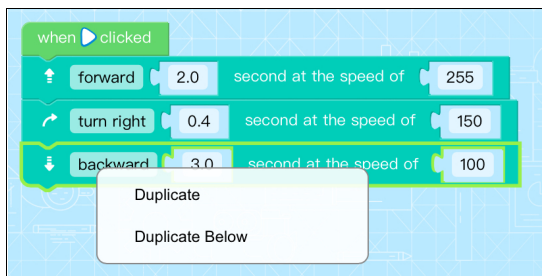 when clicked
forward 2.0 second at the speed of 255
turn right 0.4 second at the speed of 150
backward 3.0 second at the speed of 100
Duplicate
Duplicate Below